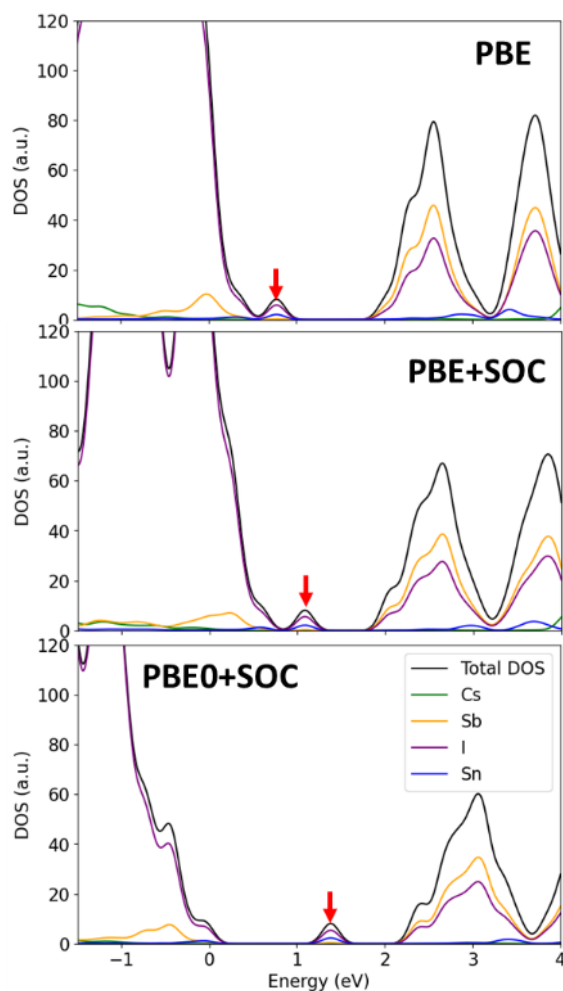 PBE
DOS (a.u.)
120
100
80
60
40
20
0
PBE+SOC
DOS (a.u.)
120
100
80
60
40
20
0
PBE0+SOC
DOS (a.u.)
120
100
80
60
40
20
0
Total DOS
Cs
Sb
I
Sn
−1 0 1 2 3 4
Energy (eV)